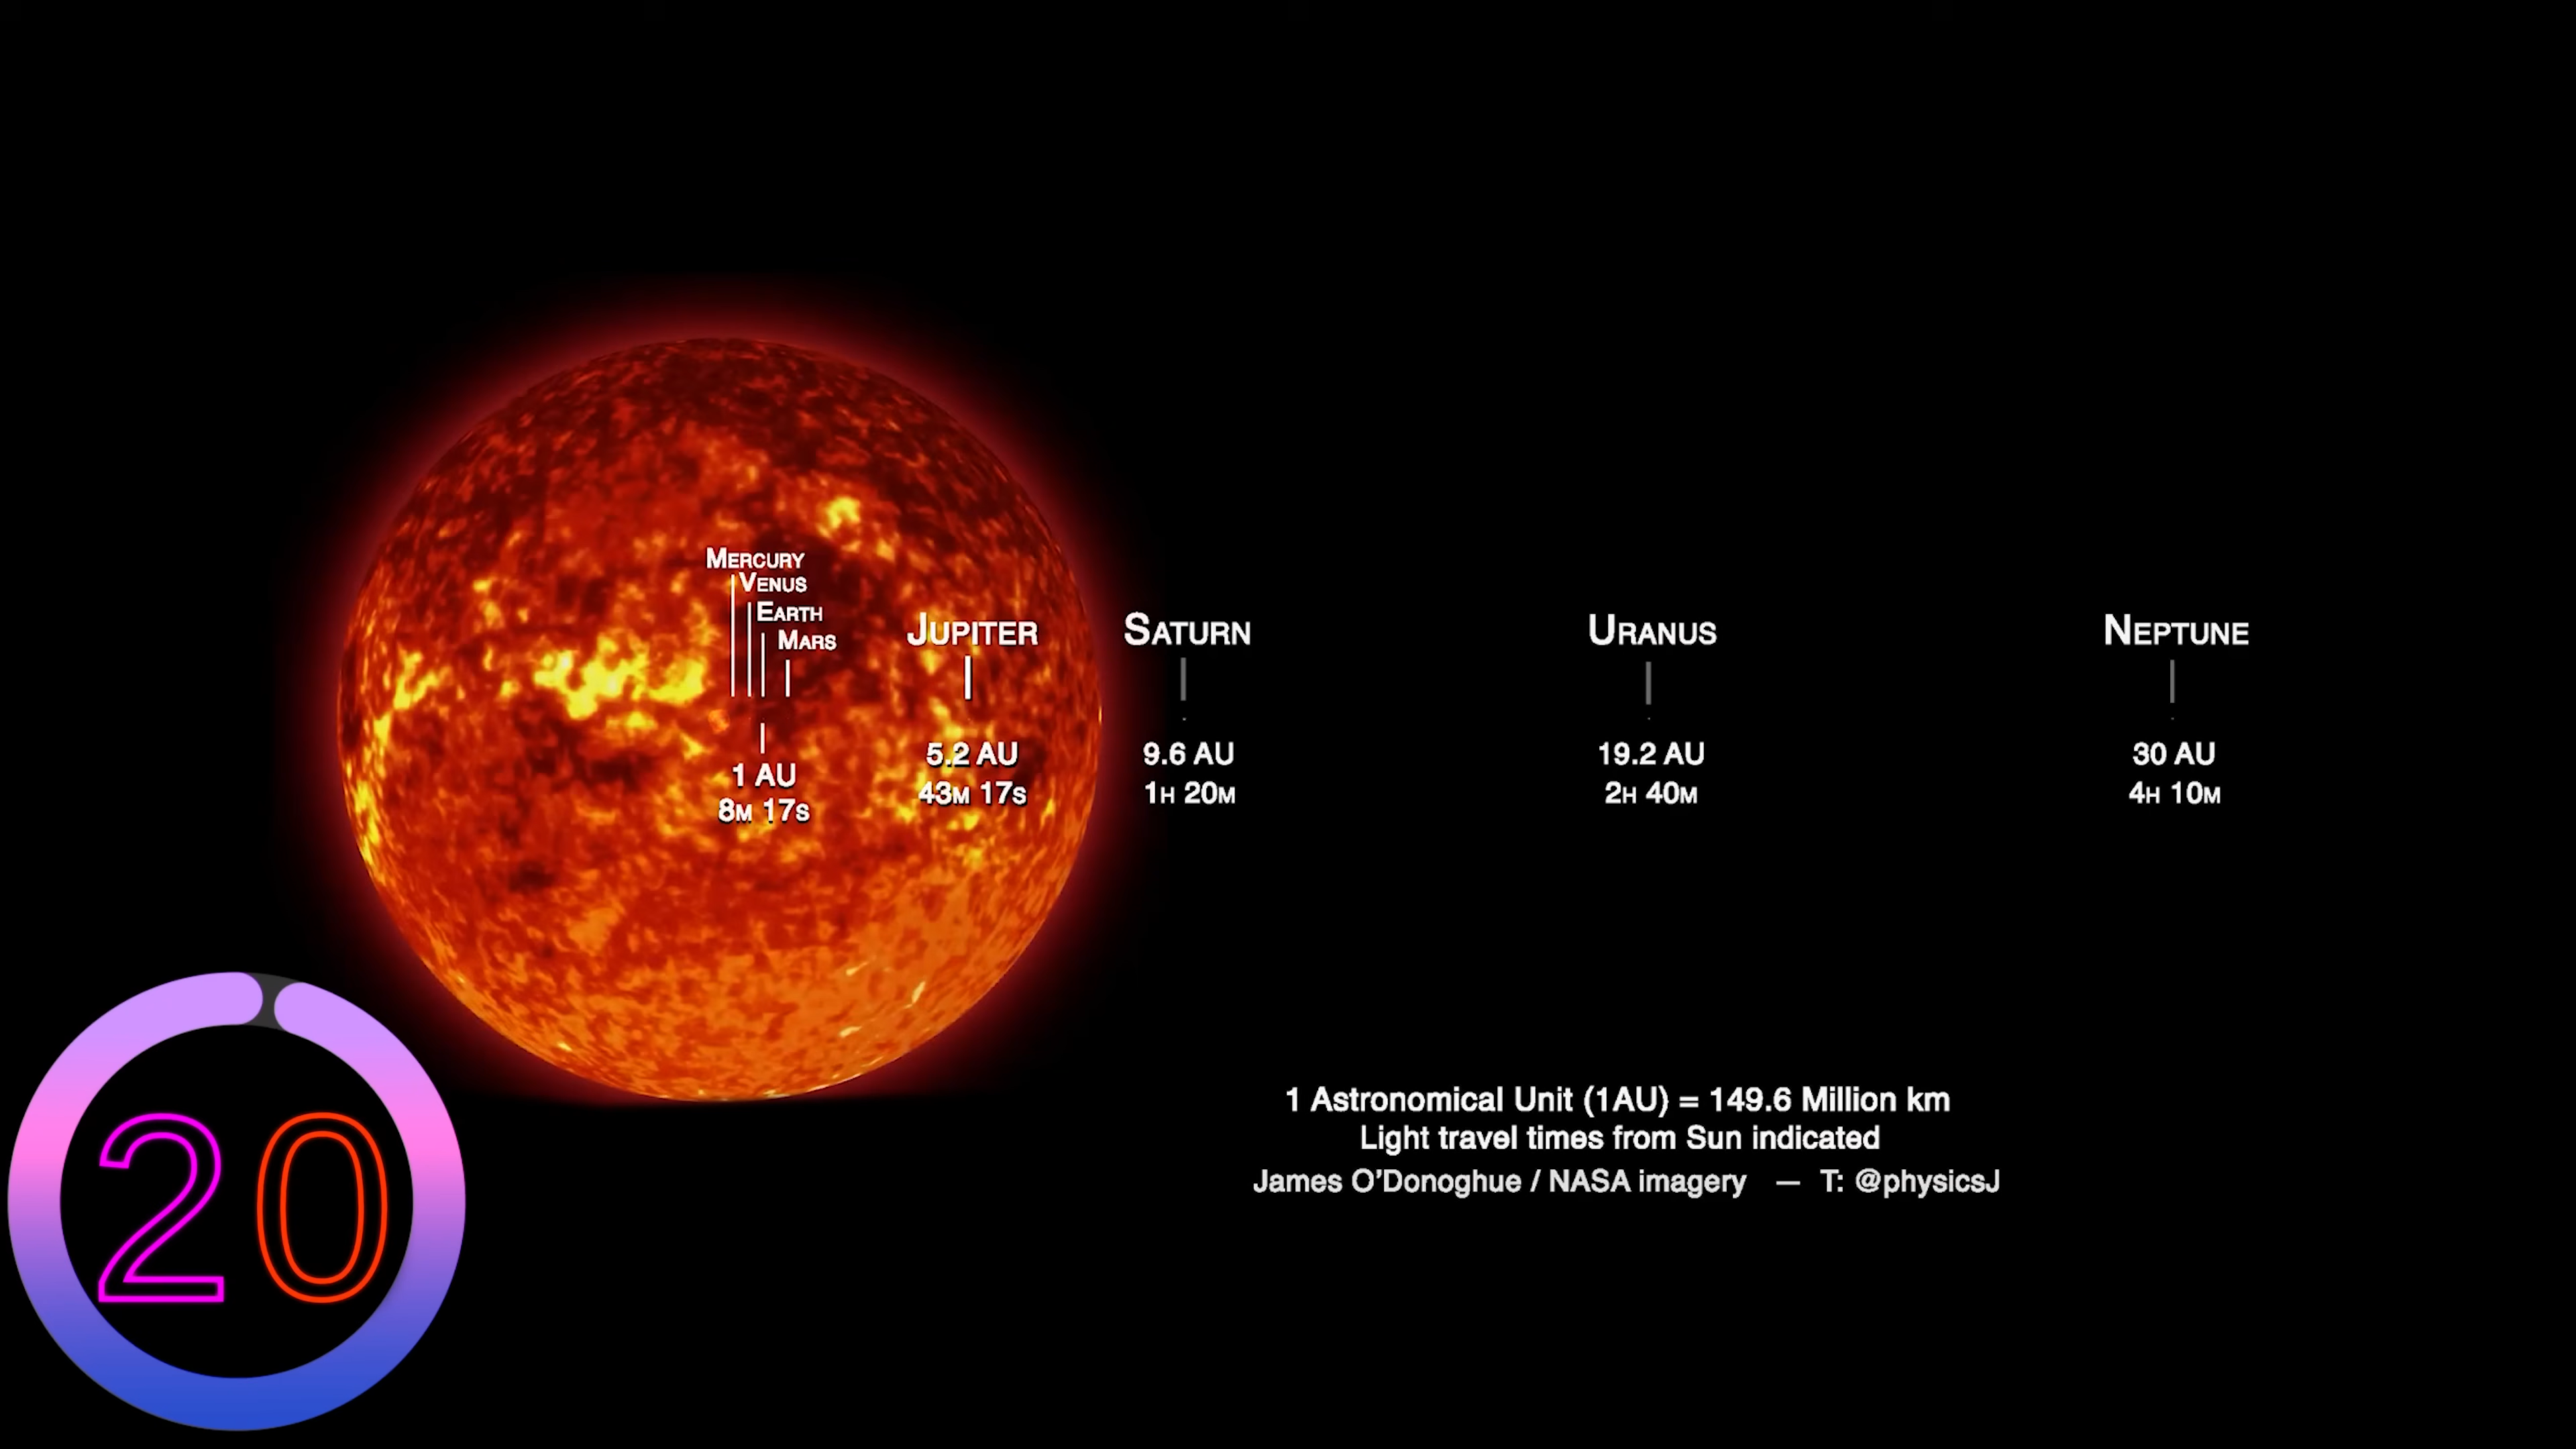 MERCURY
VENUS
EARTH
MARS
JUPITER
SATURN
URANUS
NEPTUNE
1 AU
8M 17S
5.2 AU
43M 17S
9.6 AU
1H 20M
19.2 AU
2H 40M
30 AU
4H 10M
1 Astronomical Unit (1AU) = 149.6 Million km
Light travel times from Sun indicated
James O’Donoghue / NASA imagery — T: @physicsJ
20